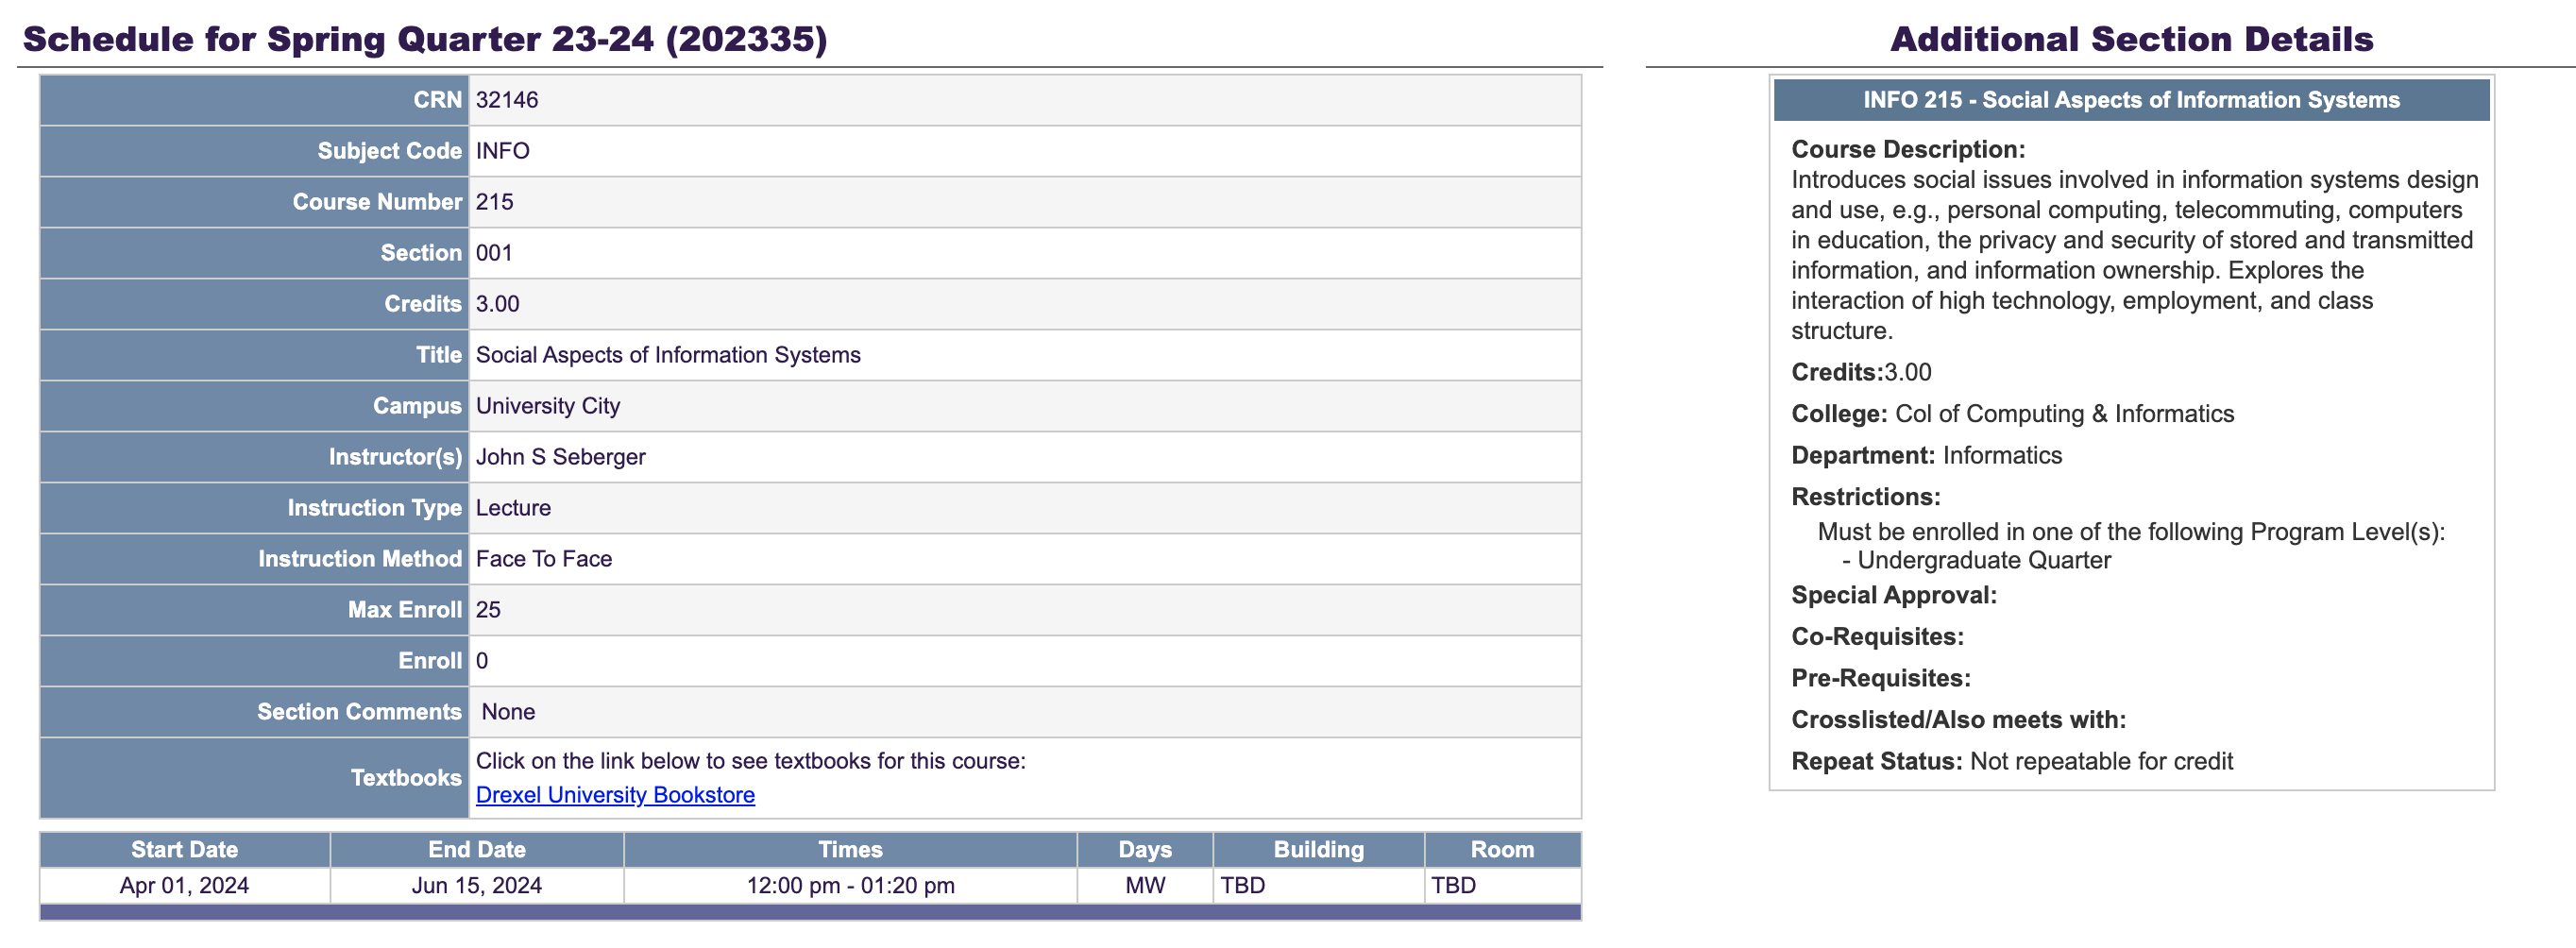 Schedule for Spring Quarter 23-24 (202335)
CRN 32146
Subject Code INFO
Course Number 215
Section 001
Credits 3.00
Title Social Aspects of Information Systems
Campus University City
Instructor(s) John S Seberger
Instruction Type Lecture
Instruction Method Face To Face
Max Enroll 25
Enroll 0
Section Comments None
Textbooks Click on the link below to see textbooks for this course:
Drexel University Bookstore
Start Date End Date Times Days Building Room
Apr 01, 2024 Jun 15, 2024 12:00 pm - 01:20 pm MW TBD TBD
Additional Section Details
INFO 215 - Social Aspects of Information Systems
Course Description:
Introduces social issues involved in information systems design
and use, e.g., personal computing, telecommuting, computers
in education, the privacy and security of stored and transmitted
information, and information ownership. Explores the
interaction of high technology, employment, and class
structure.
Credits:3.00
College: Col of Computing & Informatics
Department: Informatics
Restrictions:
Must be enrolled in one of the following Program Level(s):
- Undergraduate Quarter
Special Approval:
Co-Requisites:
Pre-Requisites:
Crosslisted/Also meets with:
Repeat Status: Not repeatable for credit